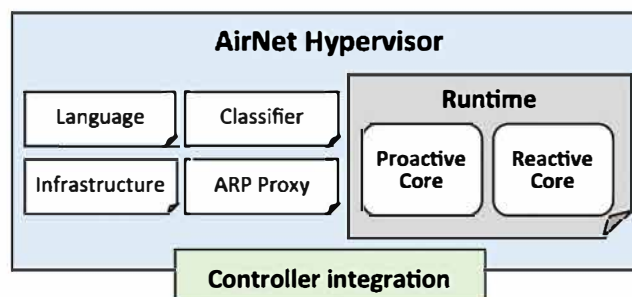 AirNet Hypervisor
Language
Classifier
Infrastructure
ARP Proxy
Runtime
Proactive
Core
Reactive
Core
Controller integration